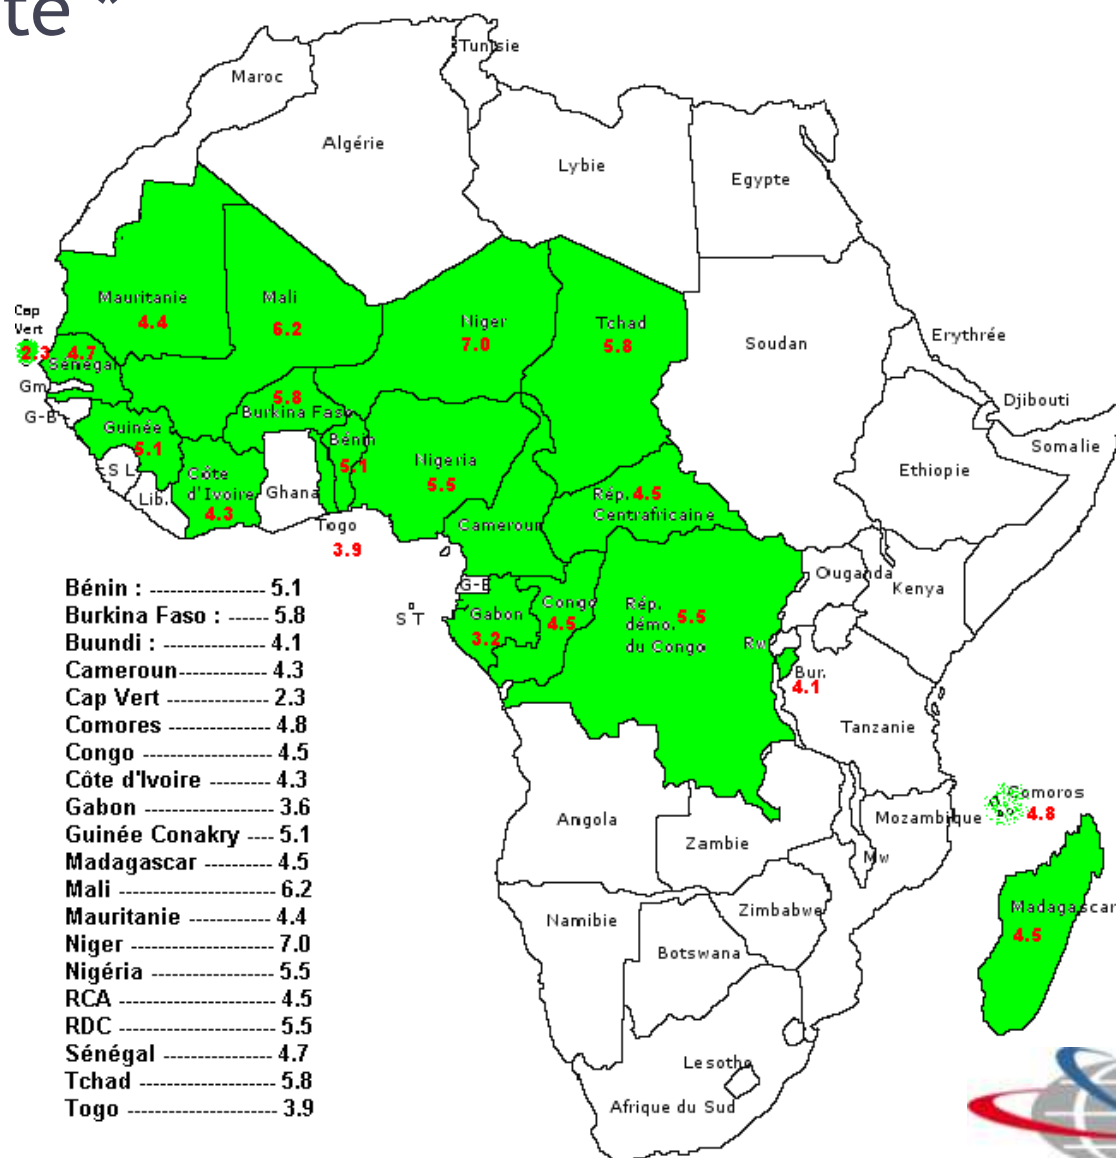 té *
Tunisie
Maroc
Algérie
Lybie
Egypte
Cap
Vert
2.3
Mauritanie
4.4
Mali
6.2
Niger
7.0
Tchad
5.8
Soudan
Erythrée
Djibouti
Somalie
Ethiopie
4.7
Sénégal
Gm
G-B
Guinée
5.1
S L
Lib.
Côte
d'Ivoire
4.3
5.8
Burkina Faso
Ghana
Bénin
5.1
Togo
3.9
Nigeria
5.5
Cameroun
Rép. 4.5
Centrafricaine
G-E
S T
Gabon
3.2
Congo
4.5
Rép. 5.5
démo.
du Congo
Ouganda
Kenya
Rw
Bur.
4.1
Tanzanie
Comoros
4.8
Angola
Zambie
Mw
Mozambique
Namibie
Zimbabwe
Botswana
Madagascar
4.5
Lesotho
Afrique du Sud
Bénin : -------------- 5.1
Burkina Faso : ------ 5.8
Buundi : -------------- 4.1
Cameroun----------- 4.3
Cap Vert ------------- 2.3
Comores ------------- 4.8
Congo ---------------- 4.5
Côte d'Ivoire --------- 4.3
Gabon ---------------- 3.6
Guinée Conakry ---- 5.1
Madagascar --------- 4.5
Mali -------------------- 6.2
Mauritanie ----------- 4.4
Niger ------------------ 7.0
Nigéria ---------------- 5.5
RCA -------------------- 4.5
RDC -------------------- 5.5
Sénégal -------------- 4.7
Tchad ----------------- 5.8
Togo ------------------- 3.9